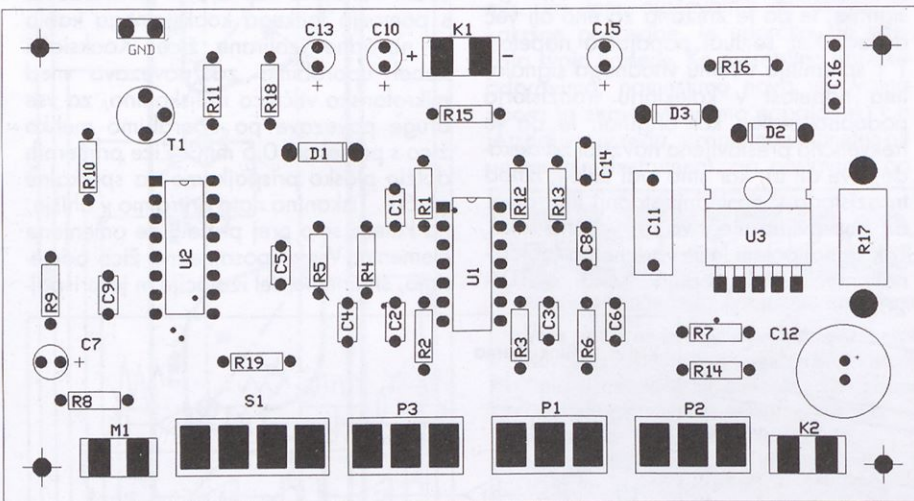 C13
C10
K1
C15
GND
R11
R18
R16
C16
T1
R15
D3
D2
R10
D1
C14
C1
R1
R12
R13
C11
U3
R17
U2
C5
R5
R4
U1
C8
R9
C9
C4
C2
R2
R3
C3
R6
C6
R7
C12
C7
+
R19
R14
R8
S1
P3
P1
P2
M1
K2